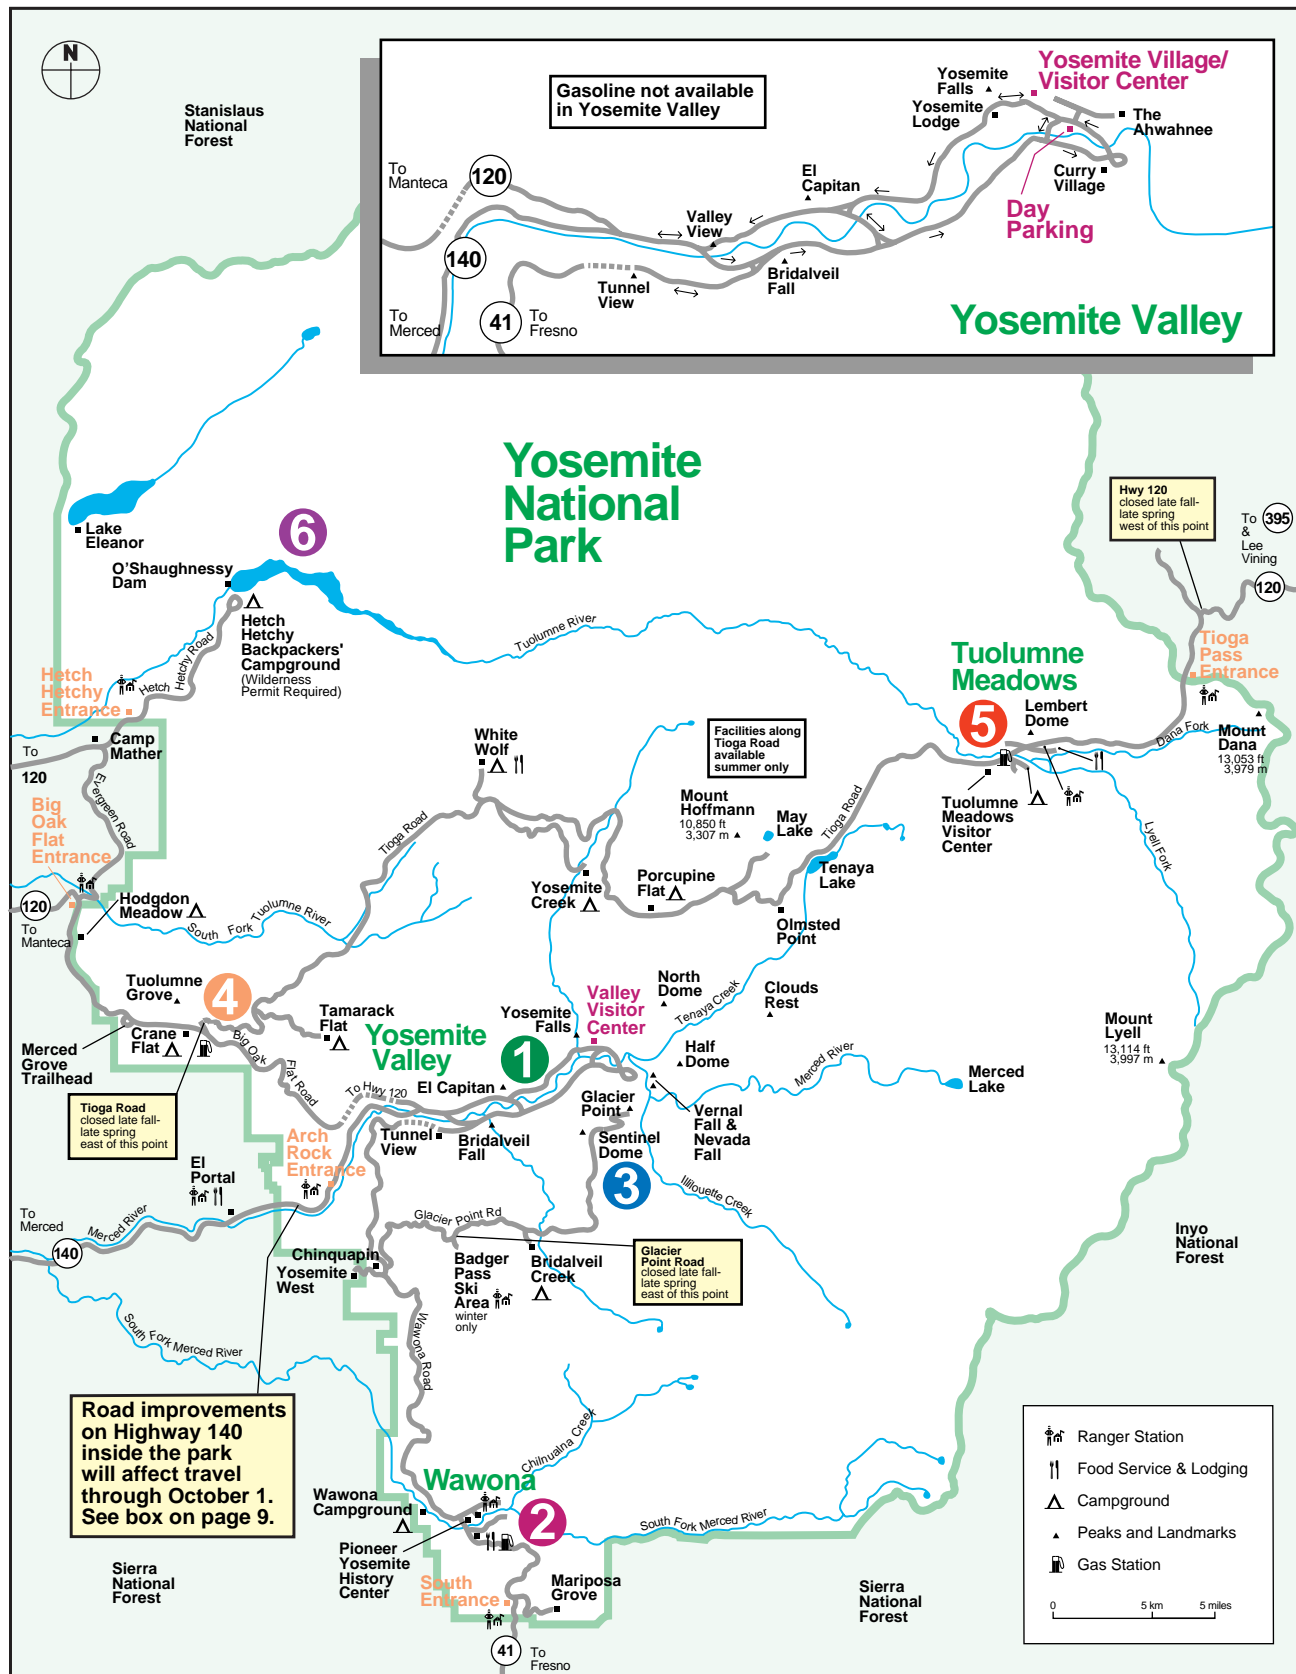 N
Stanislaus
National
Forest
Gasoline not available
in Yosemite Valley
Yosemite Village/
Visitor Center
Yosemite
Falls
Yosemite
Lodge
The
Ahwahnee
Curry
Village
Day
Parking
El
Capitan
Valley
View
Bridalveil
Fall
Tunnel
View
To
Manteca
120
140
To
Merced
41
To
Fresno
Yosemite Valley
Yosemite
National
Park
Hwy 120
closed late fall-
late spring
west of this point
To
&
Lee
Vining
395
120
Lake
Eleanor
6
O'Shaughnessy
Dam
Hetch
Hetchy
Backpackers'
Campground
(Wilderness
Permit Required)
Hetch
Hetchy Road
Hetch
Hetchy
Entrance
Tuolumne River
Tuolumne
Meadows
5
Lembert
Dome
Tioga
Pass
Entrance
Dana Fork
Mount
Dana
13,053 ft
3,979 m
To
120
Camp
Mather
Evergreen Road
White
Wolf
Facilities along
Tioga Road
available
summer only
Mount
Hoffmann
10,850 ft
3,307 m
May
Lake
Tioga Road
Tuolumne
Meadows
Visitor
Center
Lyell Fork
Big
Oak
Flat
Entrance
Tioga Road
120
To
Manteca
Hodgdon
Meadow
South Fork Tuolumne River
Yosemite
Creek
Porcupine
Flat
Tenaya
Lake
Olmsted
Point
Tuolumne
Grove
4
Crane
Flat
Merced
Grove
Trailhead
Tamarack
Flat
Big Oak
Flat Road
Tioga Road
closed late fall-
late spring
east of this point
Yosemite
Valley
1
Yosemite
Falls
Valley
Visitor
Center
North
Dome
Tenaya Creek
Clouds
Rest
Half
Dome
Mount
Lyell
13,114 ft
3,997 m
Merced River
Merced
Lake
To Hwy 120
El Capitan
Glacier
Point
Vernal
Fall &
Nevada
Fall
Arch
Rock
Entrance
Tunnel
View
Bridalveil
Fall
Sentinel
Dome
3
Illilouette Creek
El
Portal
To
Merced
Merced River
140
Glacier Point Rd
Inyo
National
Forest
Chinquapin
Yosemite
West
Badger
Pass
Ski
Area
winter
only
Bridalveil
Creek
Glacier
Point Road
closed late fall-
late spring
east of this point
South Fork Merced River
Wawona Road
Road improvements
on Highway 140
inside the park
will affect travel
through October 1.
See box on page 9.
Chilnualna Creek
Wawona
2
Wawona
Campground
South Fork Merced River
Pioneer
Yosemite
History
Center
South
Entrance
Mariposa
Grove
Sierra
National
Forest
Sierra
National
Forest
41
To
Fresno
Ranger Station
Food Service & Lodging
Campground
Peaks and Landmarks
Gas Station
0
5 km
5 miles